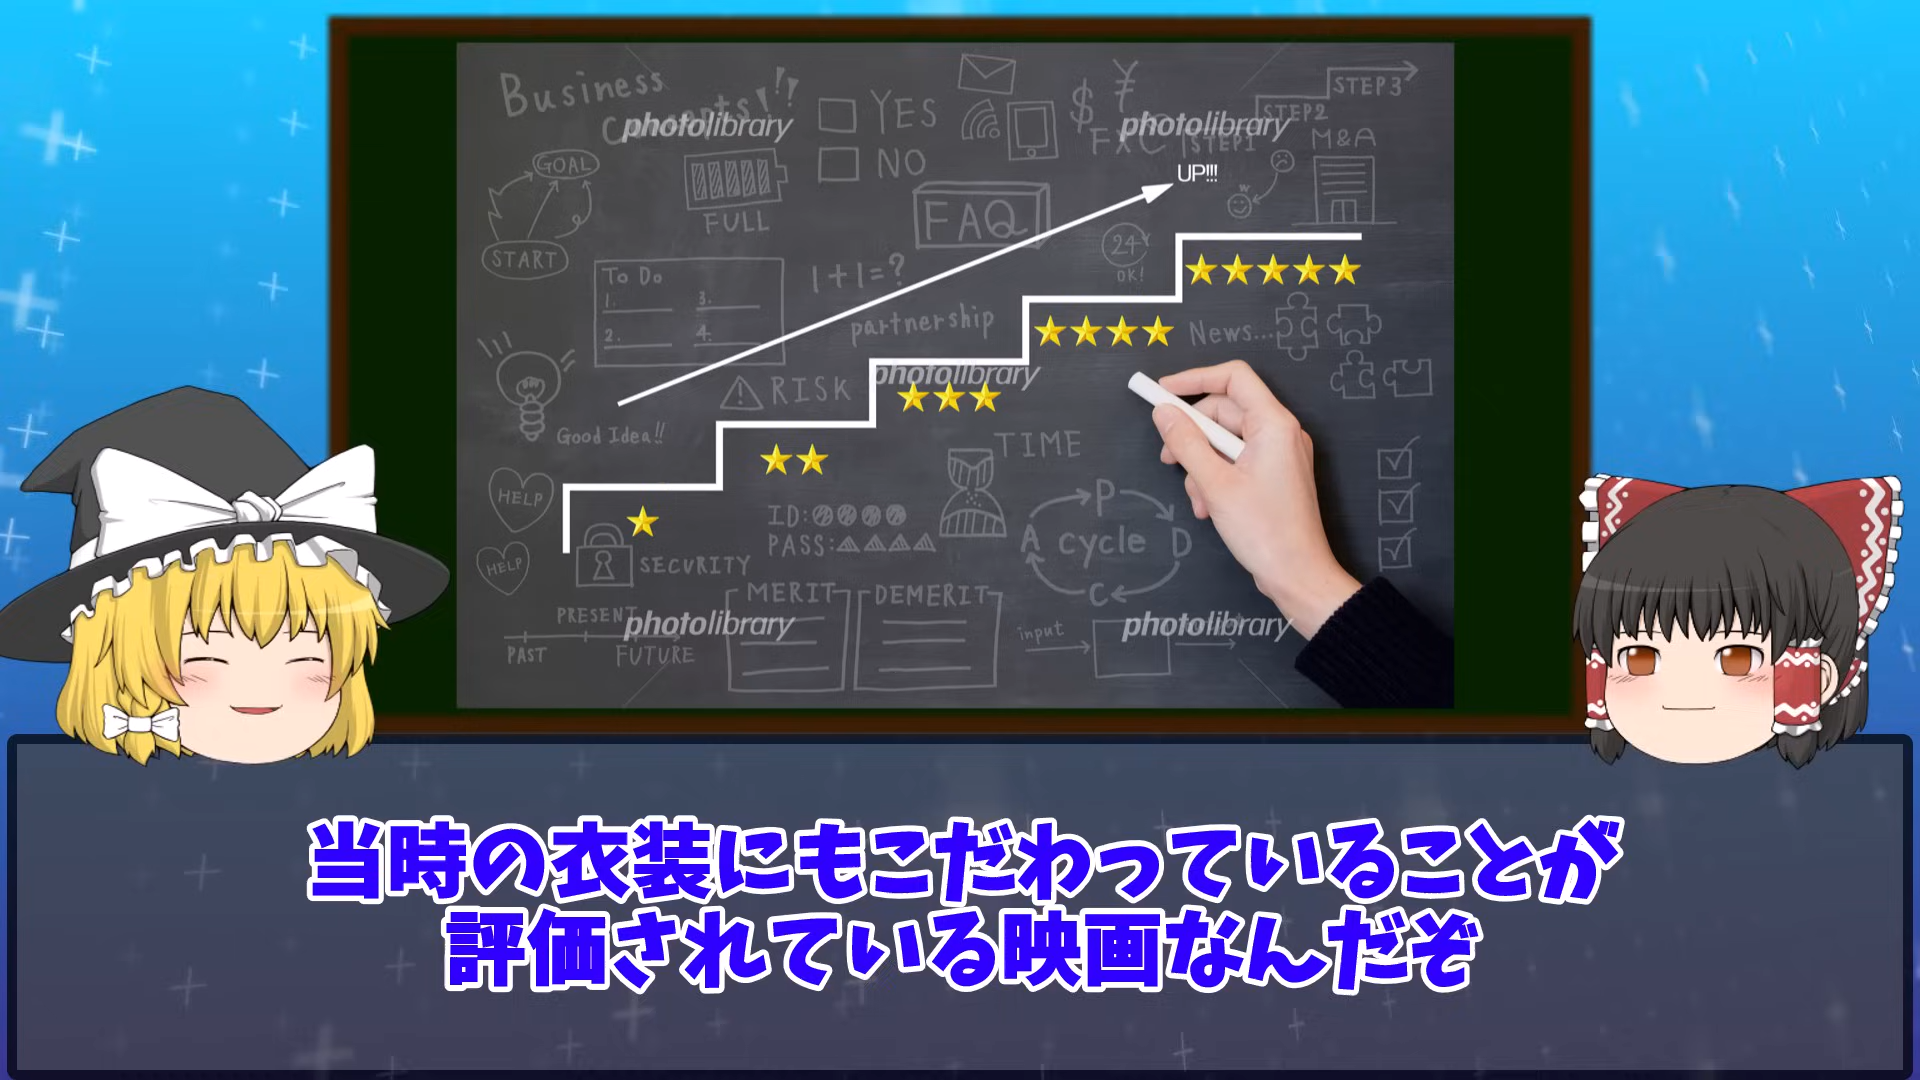 Business
Concepts!!!
photolibrary
YES
NO
$ ¥
FX
photolibrary
STEP1
STEP2
STEP3
M&A
GOAL
START
FULL
FAQ
UP!!!
W
24
OK!
To Do
1.
2.
3.
4.
1+1=?
partnership
News...
Good Idea!!
RISK
photolibrary
TIME
HELP
HELP
SECURITY
ID:
PASS:
P
A cycle D
C
PRESENT
PAST
FUTURE
photolibrary
MERIT
DEMERIT
input
photolibrary
当時の衣装にもこだわっていることが
評価されている映画なんだぞ